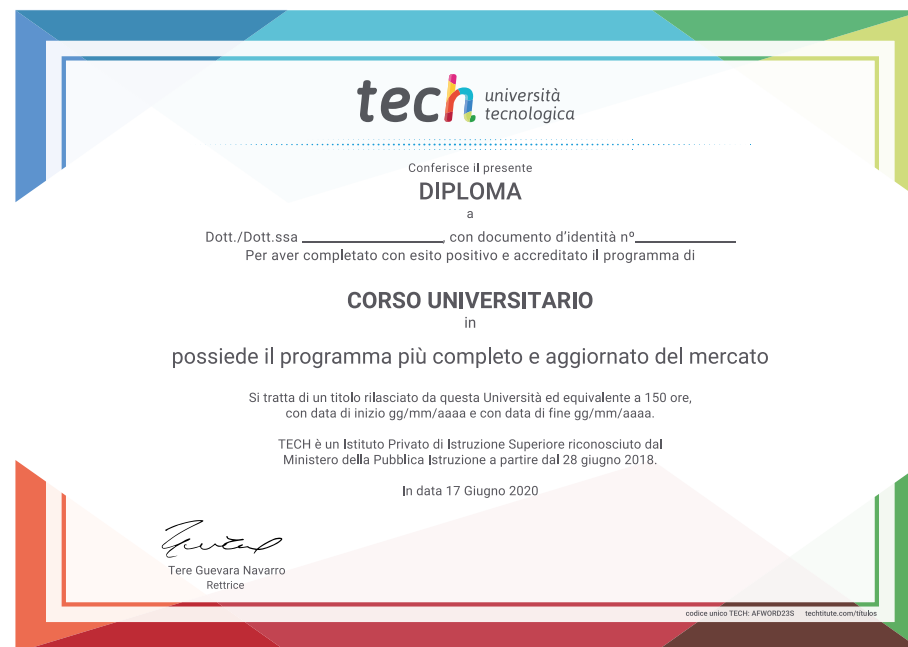 tech università
tecnologica
Conferisce il presente
DIPLOMA
a
Dott./Dott.ssa ____________________, con documento d'identità nº______________
Per aver completato con esito positivo e accreditato il programma di
CORSO UNIVERSITARIO
in
possiede il programma più completo e aggiornato del mercato
Si tratta di un titolo rilasciato da questa Università ed equivalente a 150 ore,
con data di inizio gg/mm/aaaa e con data di fine gg/mm/aaaa.
TECH è un Istituto Privato di Istruzione Superiore riconosciuto dal
Ministero della Pubblica Istruzione a partire dal 28 giugno 2018.
In data 17 Giugno 2020
Tere Guevara Navarro
Rettrice
codice unico TECH: AFWORD23S techtitute.com/títulos